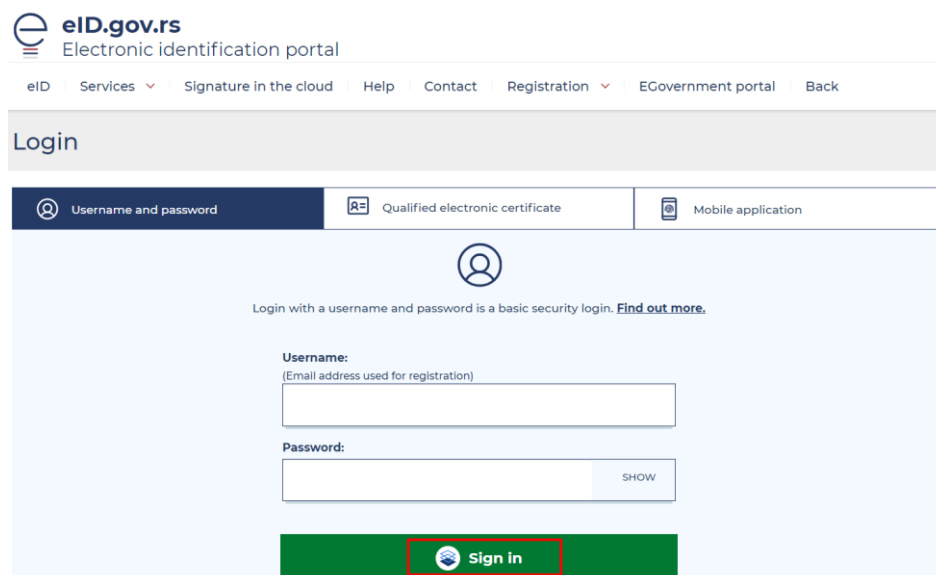 eID.gov.rs
Electronic identification portal
eID Services Signature in the cloud Help Contact Registration EGovernment portal Back
Login
Username and password Qualified electronic certificate Mobile application
Login with a username and password is a basic security login. Find out more.
Username:
(Email address used for registration)
Password:
SHOW
Sign in